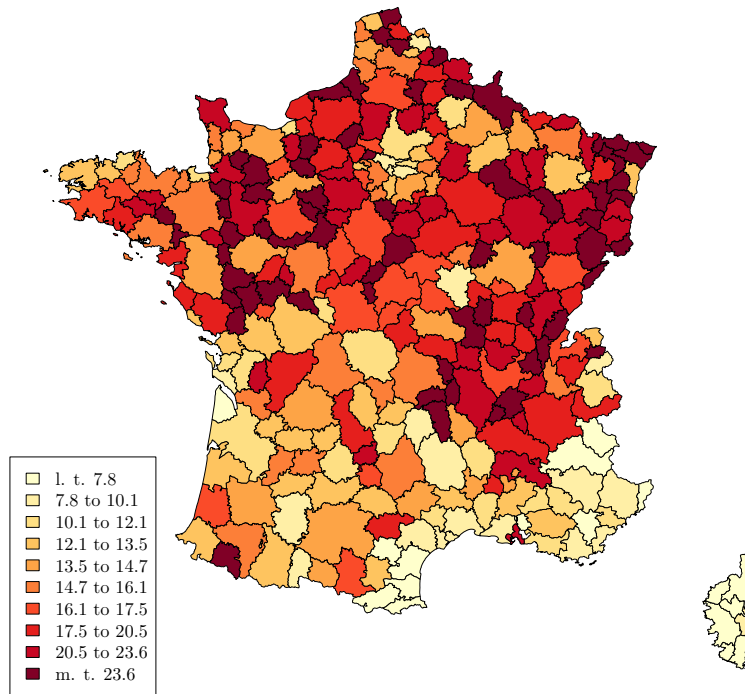 l. t. 7.8
7.8 to 10.1
10.1 to 12.1
12.1 to 13.5
13.5 to 14.7
14.7 to 16.1
16.1 to 17.5
17.5 to 20.5
20.5 to 23.6
m. t. 23.6